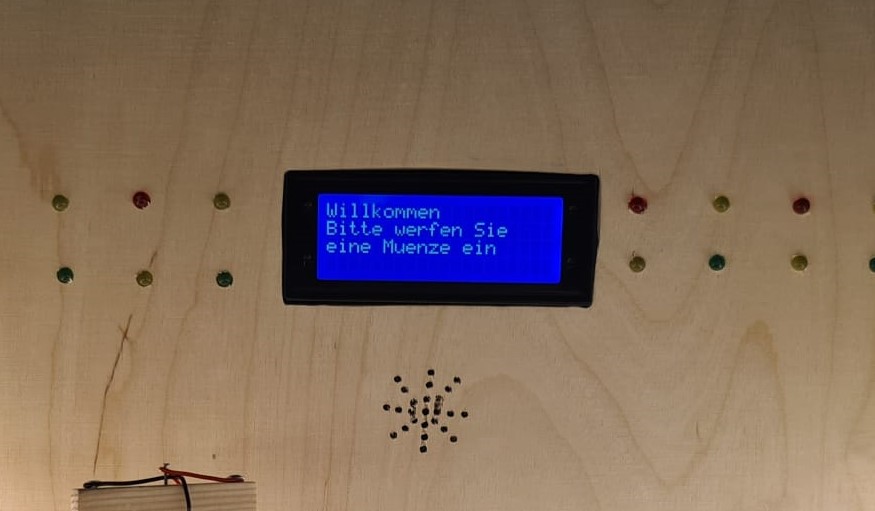 Willkommen
Bitte werfen Sie
eine Muenze ein